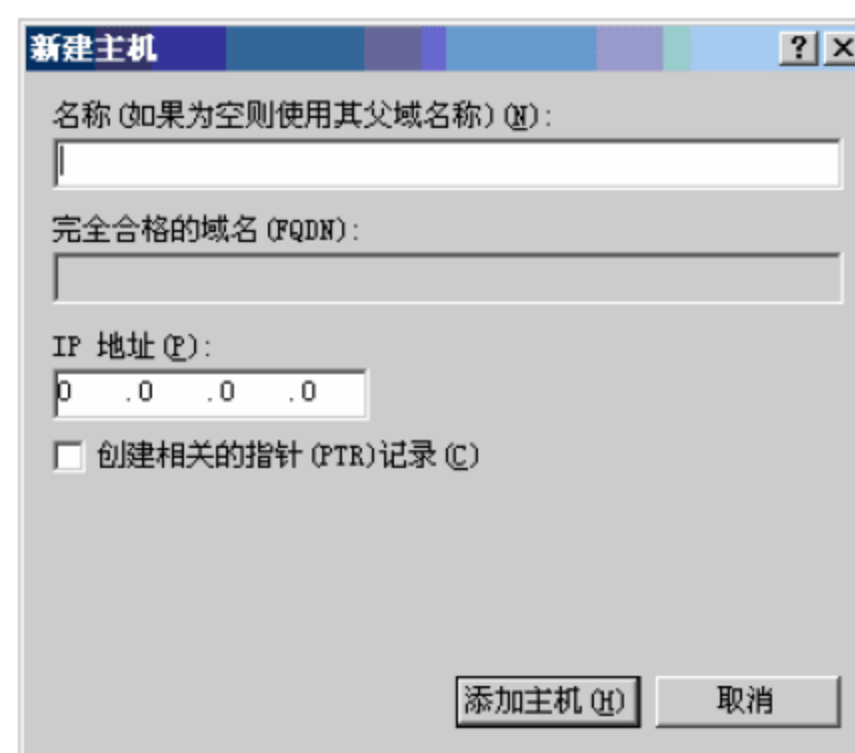 新建主机
名称(如果为空则使用其父域名称)(N):
完全合格的域名(FQDN):
IP 地址(P):
0 .0 .0 .0
创建相关的指针(PTR)记录(C)
添加主机(H) 取消